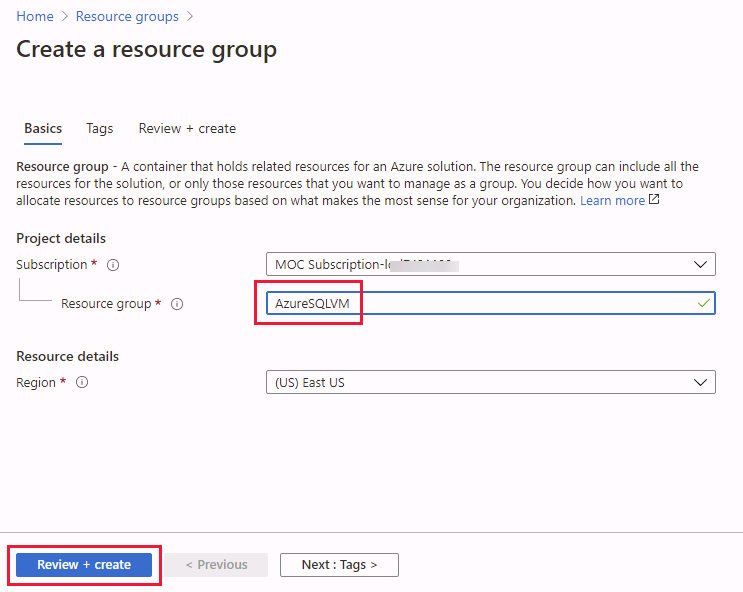 Home > Resource groups >
Create a resource group
Basics Tags Review + create
Resource group - A container that holds related resources for an Azure solution. The resource group can include all the
resources for the solution, or only those resources that you want to manage as a group. You decide how you want to
allocate resources to resource groups based on what makes the most sense for your organization. Learn more
Project details
Subscription * MOC Subscription-
Resource group * AzureSQLVM
Resource details
Region * (US) East US
Review + create < Previous Next : Tags >